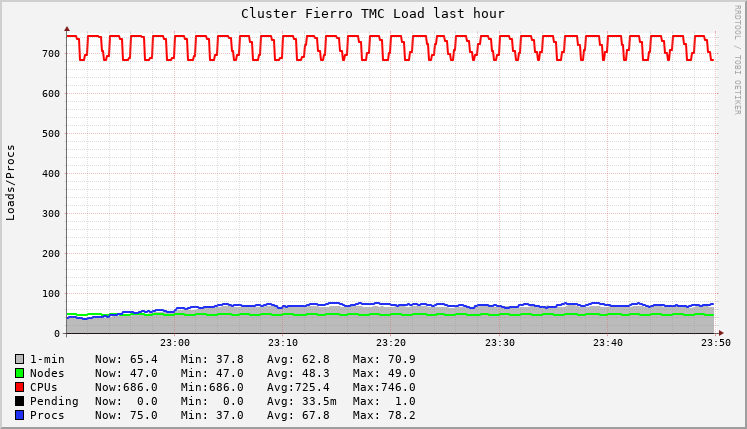 Cluster Fierro TMC Load last hour
RRDTOOL / TOBI OETIKER
Loads/Procs
700
600
500
400
300
200
100
0
23:00 23:10 23:20 23:30 23:40 23:50
1-min Now: 65.4 Min: 37.8 Avg: 62.8 Max: 70.9
Nodes Now: 47.0 Min: 47.0 Avg: 48.3 Max: 49.0
CPUs Now:686.0 Min:686.0 Avg:725.4 Max:746.0
Pending Now: 0.0 Min: 0.0 Avg: 33.5m Max: 1.0
Procs Now: 75.0 Min: 37.0 Avg: 67.8 Max: 78.2